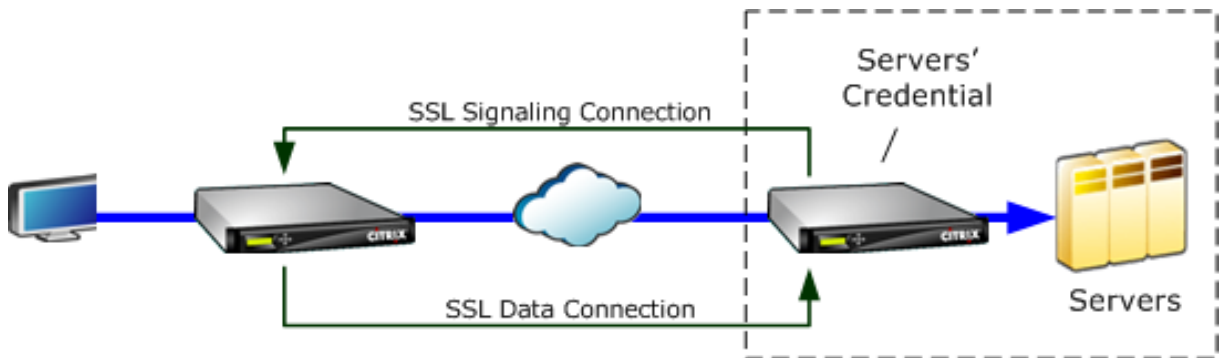 Servers'
Credential
SSL Signaling Connection
CITRIX
CITRIX
SSL Data Connection
Servers